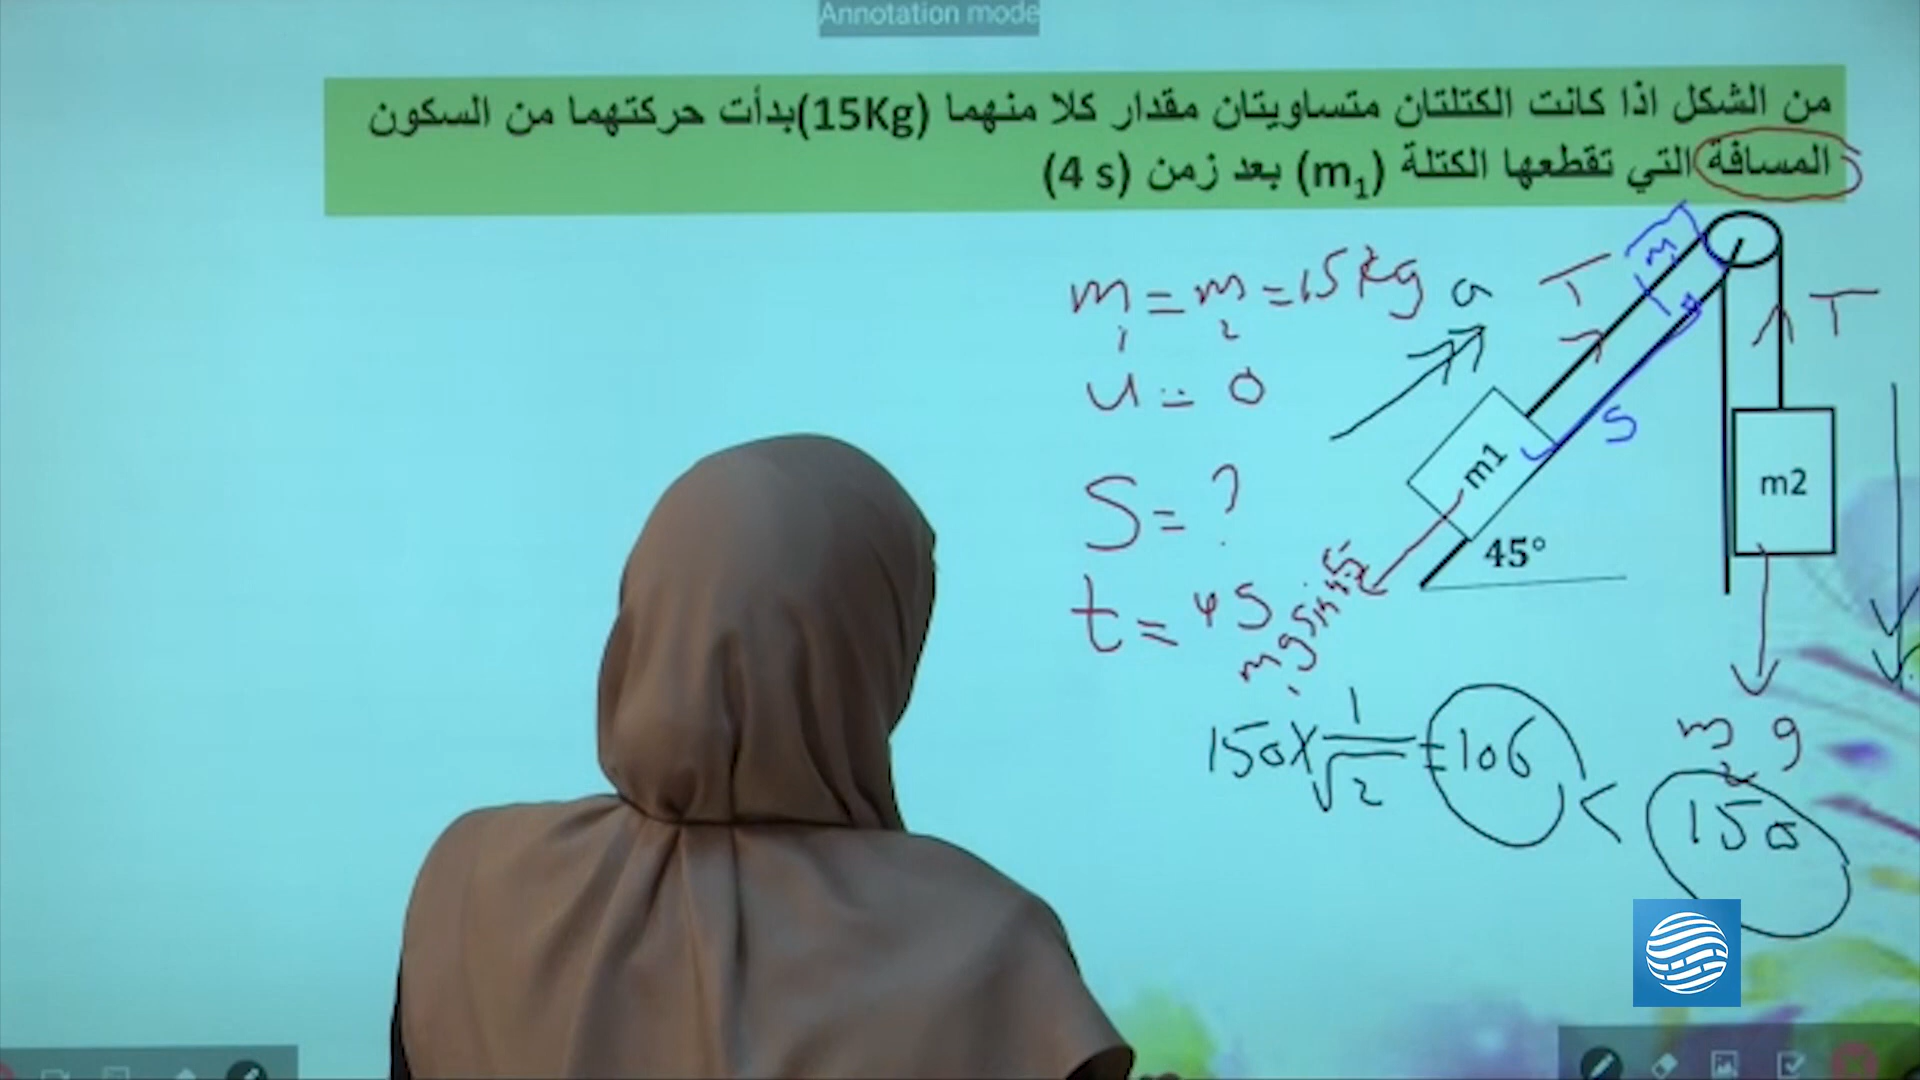 Annotation mode
من الشكل اذا كانت الكتلتان متساويتان مقدار كلا منهما (15Kg)بدأت حركتهما من السكون
المسافة التي تقطعها الكتلة (m₁) بعد زمن (4 s)
m₁ = m₂ = 15 Kg
u = 0
S = ?
t = 4 S
a
T
T
m₁
S
m1
m2
45°
m₁ g sin 45
m₂ g
150 × 1/√2 = 106 < 150